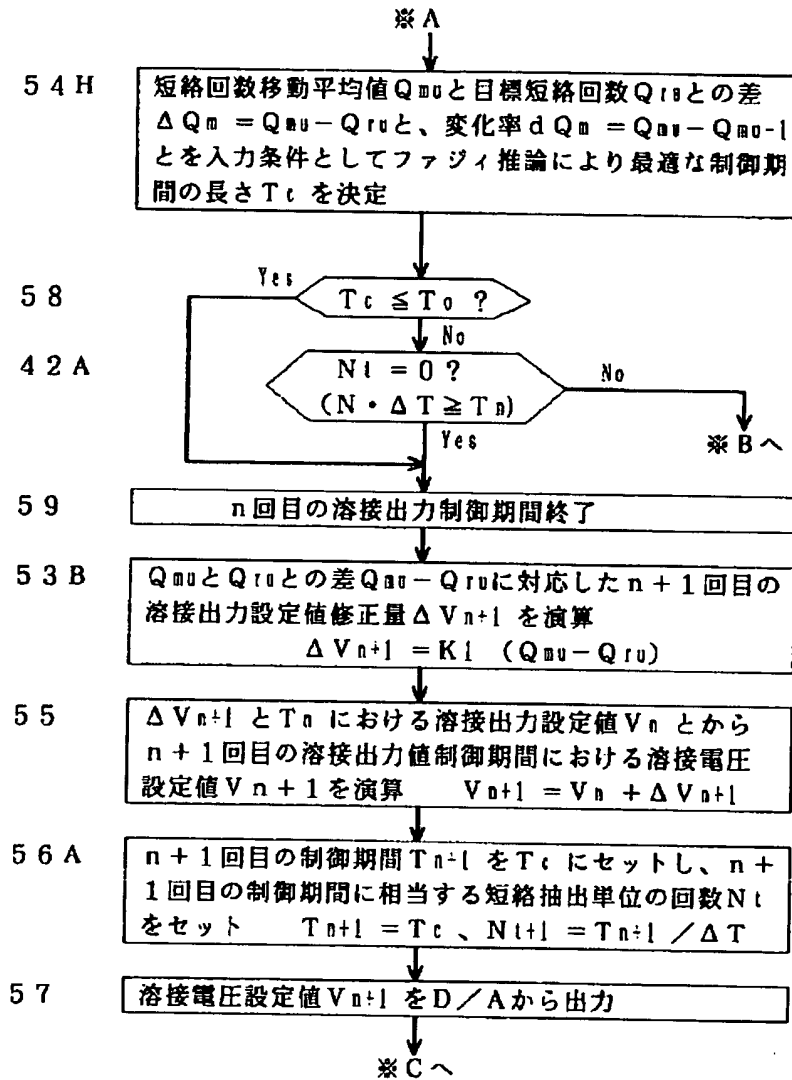 ※A
54H
短絡回数移動平均値Qmuと目標短絡回数Qruとの差
ΔQm=Qmu-Qruと、変化率dQm=Qmu-Qmu-1
とを入力条件としてファジィ推論により最適な制御期
間の長さTcを決定
58
Yes
Tc≦To?
No
42A
Nt=0?
(N・ΔT≧Tn)
No
Yes
※Bへ
59
n回目の溶接出力制御期間終了
53B
QmuとQruとの差Qmu-Qruに対応したn+1回目の
溶接出力設定値修正量ΔVn+1を演算
ΔVn+1=K1 (Qmu-Qru)
55
ΔVn+1とTnにおける溶接出力設定値Vnとから
n+1回目の溶接出力値制御期間における溶接電圧
設定値Vn+1を演算 Vn+1=Vn+ΔVn+1
56A
n+1回目の制御期間Tn+1をTcにセットし、n+
1回目の制御期間に相当する短絡抽出単位の回数Nt
をセット Tn+1=Tc、Nt+1=Tn+1/ΔT
57
溶接電圧設定値Vn+1をD/Aから出力
※Cへ